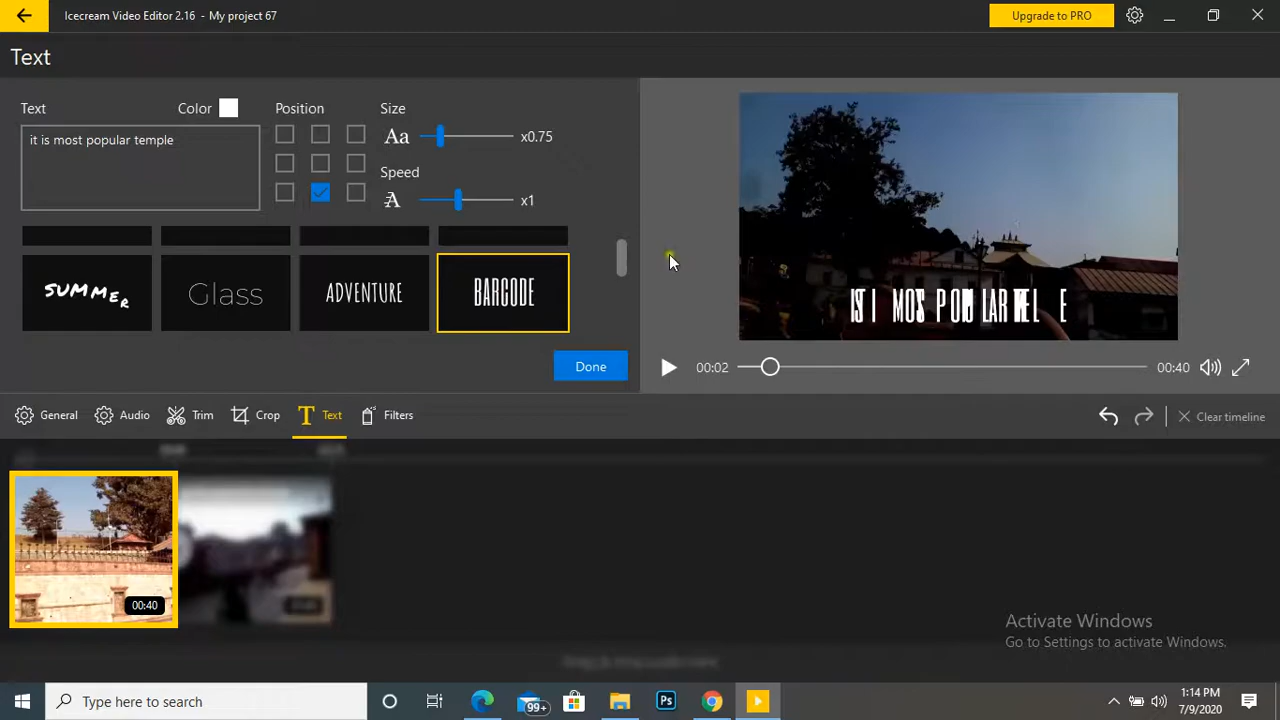 Icecream Video Editor 2.16 - My project 67
Upgrade to PRO
Text
Text
Color
Position
Size
it is most popular temple
Aa
x0.75
Speed
A
x1
SUMMER
Glass
ADVENTURE
BARCODE
Done
00:02
00:40
General
Audio
Trim
Crop
Text
Filters
Clear timeline
00:40
Activate Windows
Go to Settings to activate Windows.
Type here to search
99+
Ps
1:14 PM
7/9/2020